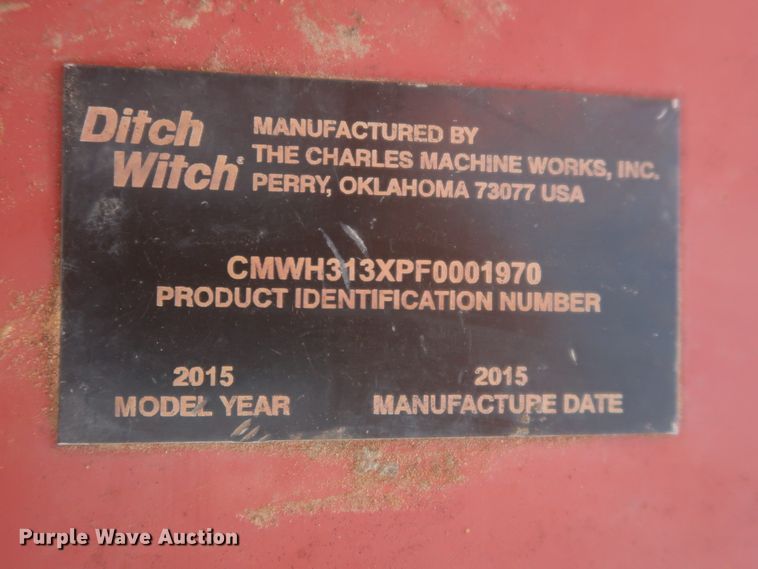 Ditch Witch®
MANUFACTURED BY
THE CHARLES MACHINE WORKS, INC.
PERRY, OKLAHOMA 73077 USA
CMWH313XPF0001970
PRODUCT IDENTIFICATION NUMBER
2015
MODEL YEAR
2015
MANUFACTURE DATE
Purple Wave Auction